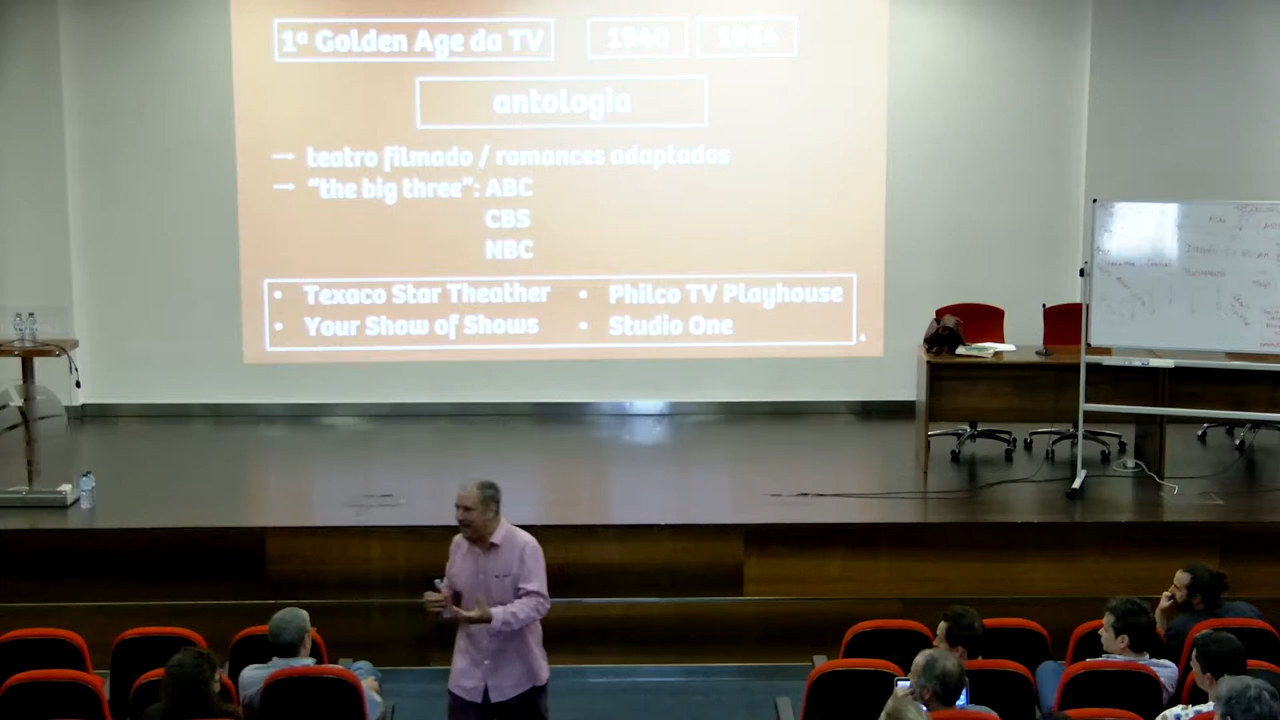 1ª Golden Age da TV 1940 1954
antologia
→ teatro filmado / romances adaptados
→ "the big three": ABC
CBS
NBC
• Texaco Star Theather • Philco TV Playhouse
• Your Show of Shows • Studio One